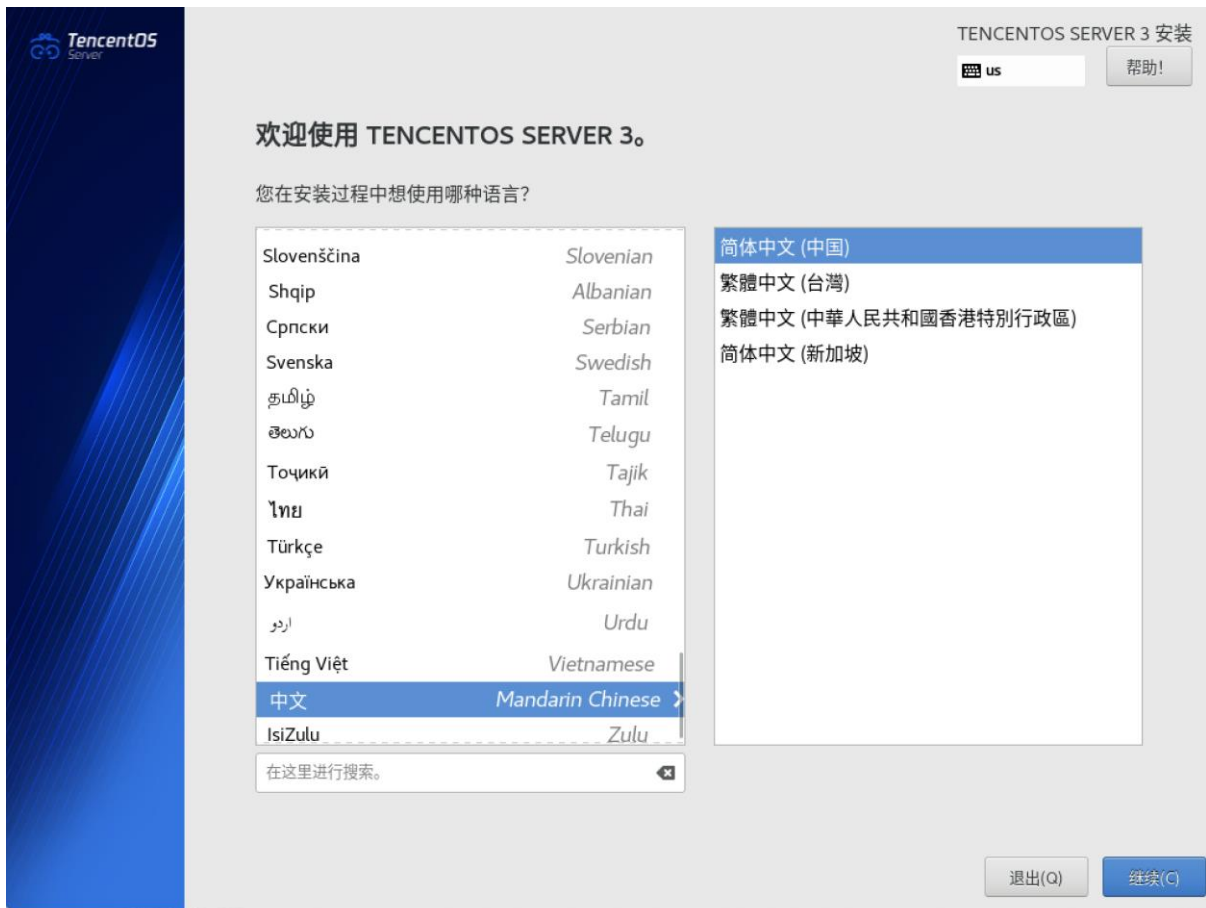 TencentOS
Server
TENCENTOS SERVER 3 安装
us
帮助!
欢迎使用 TENCENTOS SERVER 3。
您在安装过程中想使用哪种语言?
Slovenščina Slovenian
Shqip Albanian
Српски Serbian
Svenska Swedish
தமிழ் Tamil
తెలుగు Telugu
Тоҷикӣ Tajik
ไทย Thai
Türkçe Turkish
Українська Ukrainian
اردو Urdu
Tiếng Việt Vietnamese
中文 Mandarin Chinese
IsiZulu Zulu
在这里进行搜索。
简体中文 (中国)
繁體中文 (台灣)
繁體中文 (中華人民共和國香港特別行政區)
简体中文 (新加坡)
退出(Q)
继续(C)